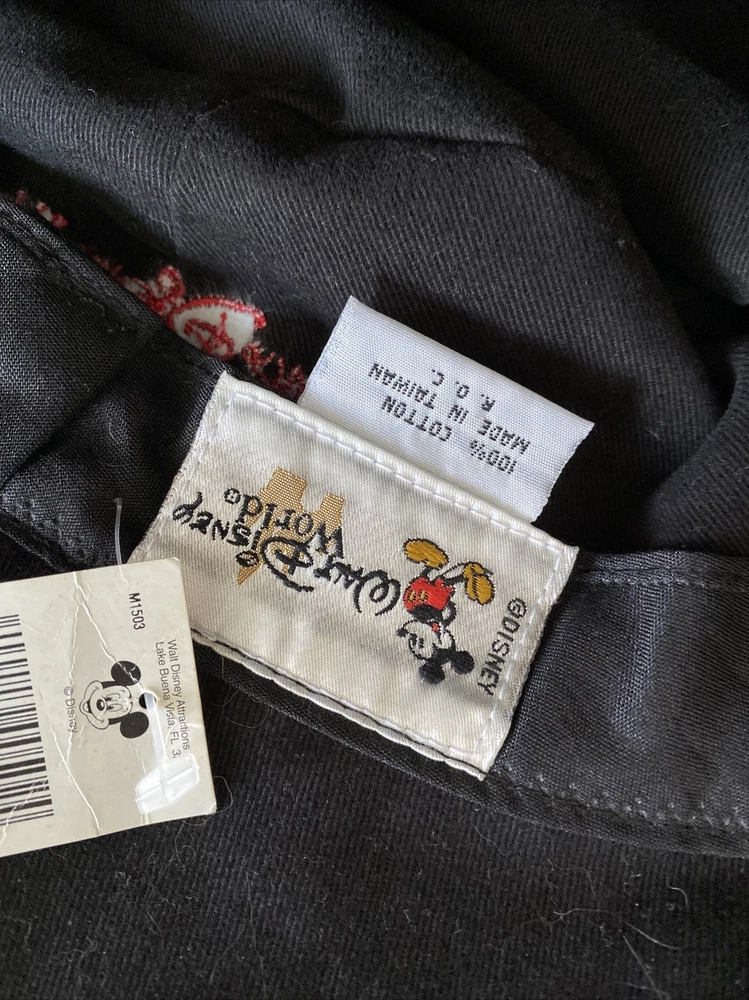 100% COTTON
MADE IN TAIWAN
R. O. C.
©DISNEY
WALT DISNEY
World®
M1503
Walt Disney Attractions
Lake Buena Vista, FL 3
© Disney